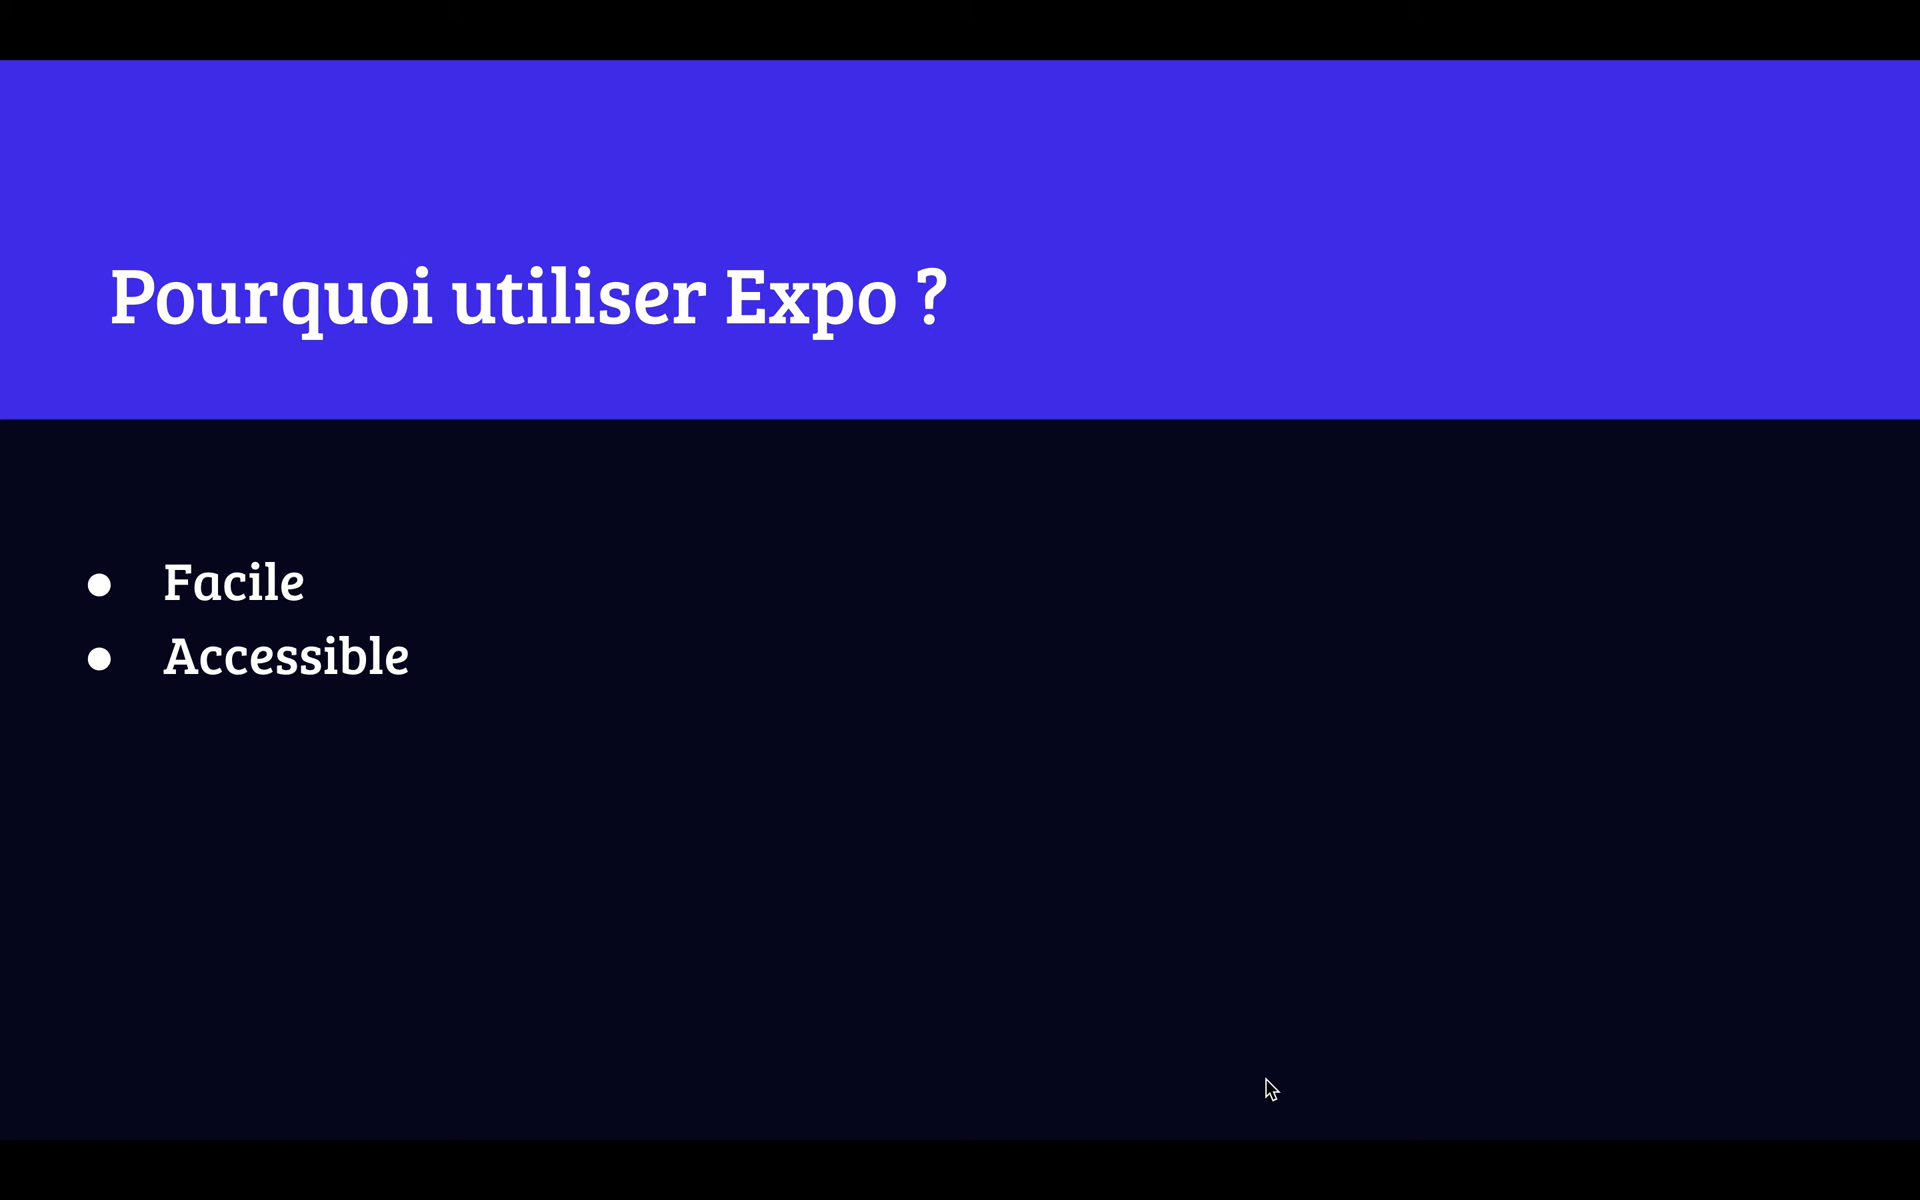 Pourquoi utiliser Expo ?
● Facile
● Accessible